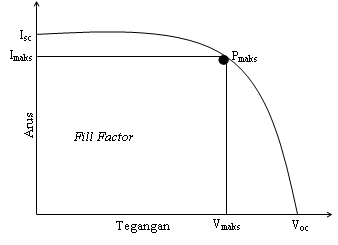 Isc
Imaks
Pmaks
Arus
Fill Factor
Tegangan
Vmaks
Voc